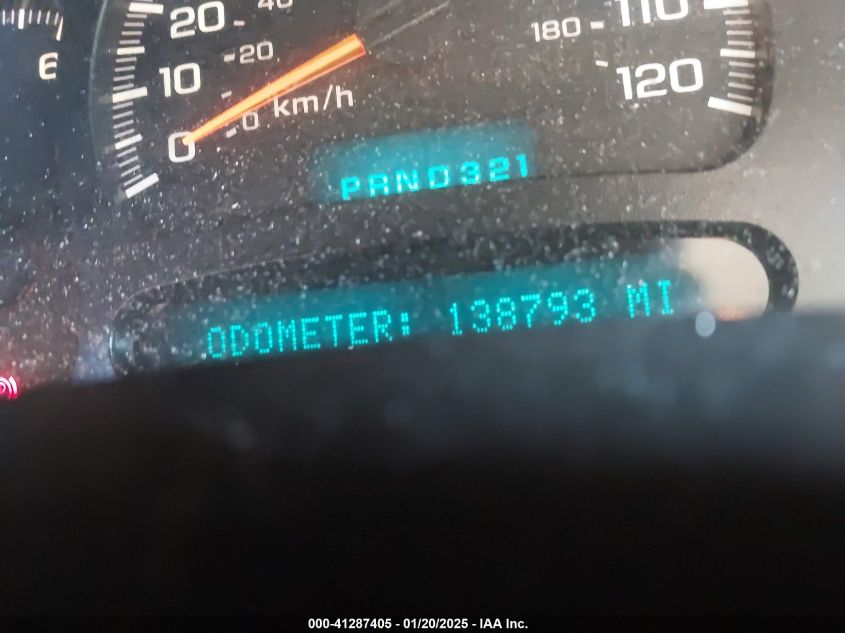 20 40
6
10 20
0 0 km/h
180 110
120
PRND321
ODOMETER: 138793 MI
000-41287405 - 01/20/2025 - IAA Inc.